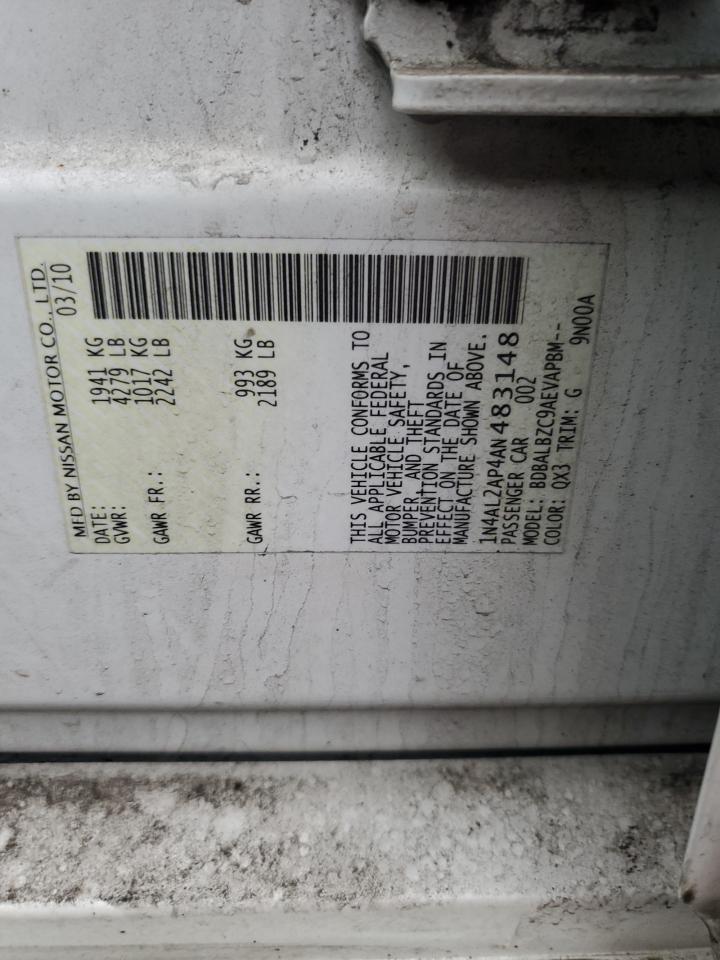 MFD BY NISSAN MOTOR CO., LTD.
DATE: 03/10
GVWR: 1941 KG
4279 LB
GAWR FR.: 1017 KG
2242 LB
GAWR RR.: 993 KG
2189 LB
THIS VEHICLE CONFORMS TO
ALL APPLICABLE FEDERAL
MOTOR VEHICLE SAFETY,
BUMPER, AND THEFT
PREVENTION STANDARDS IN
EFFECT ON THE DATE OF
MANUFACTURE SHOWN ABOVE.
1N4AL2AP4AN483148
PASSENGER CAR 002
MODEL: BDBALBZC9AEVAPBM--
COLOR: QX3 TRIM: G 9N00A